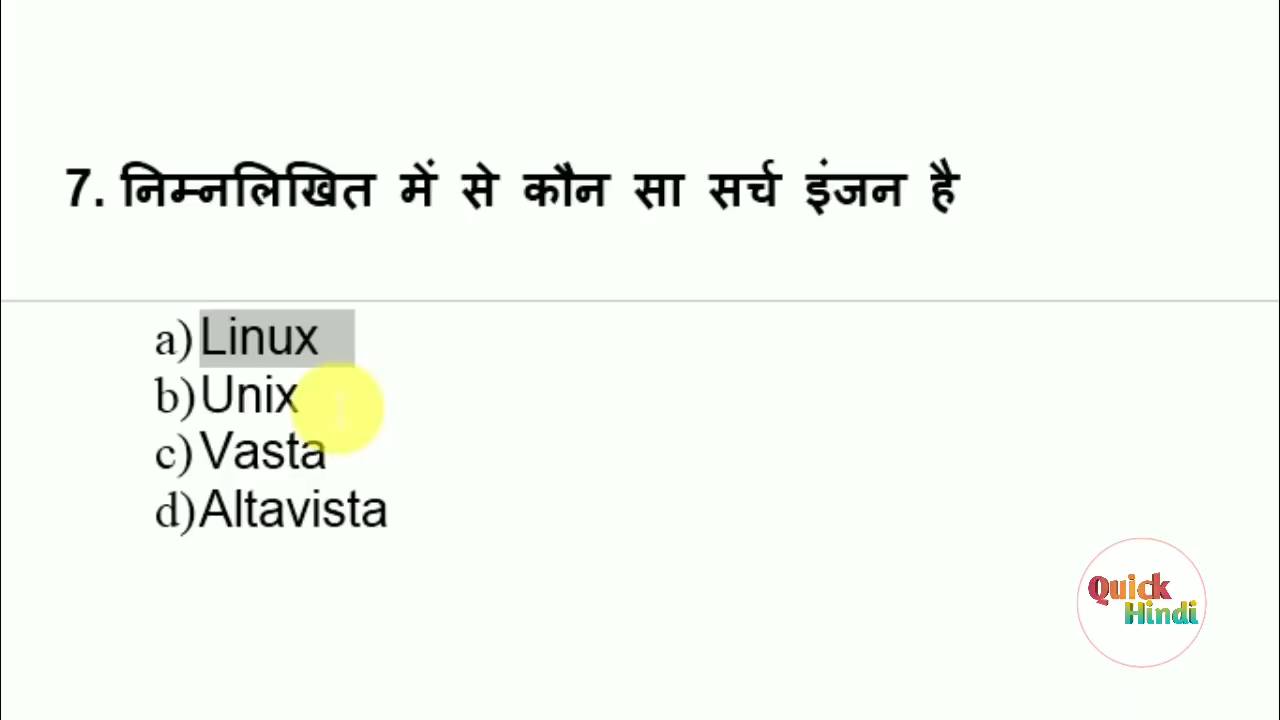 7. निम्नलिखित में से कौन सा सर्च इंजन है
a) Linux
b) Unix
c) Vasta
d) Altavista
Quick
Hindi